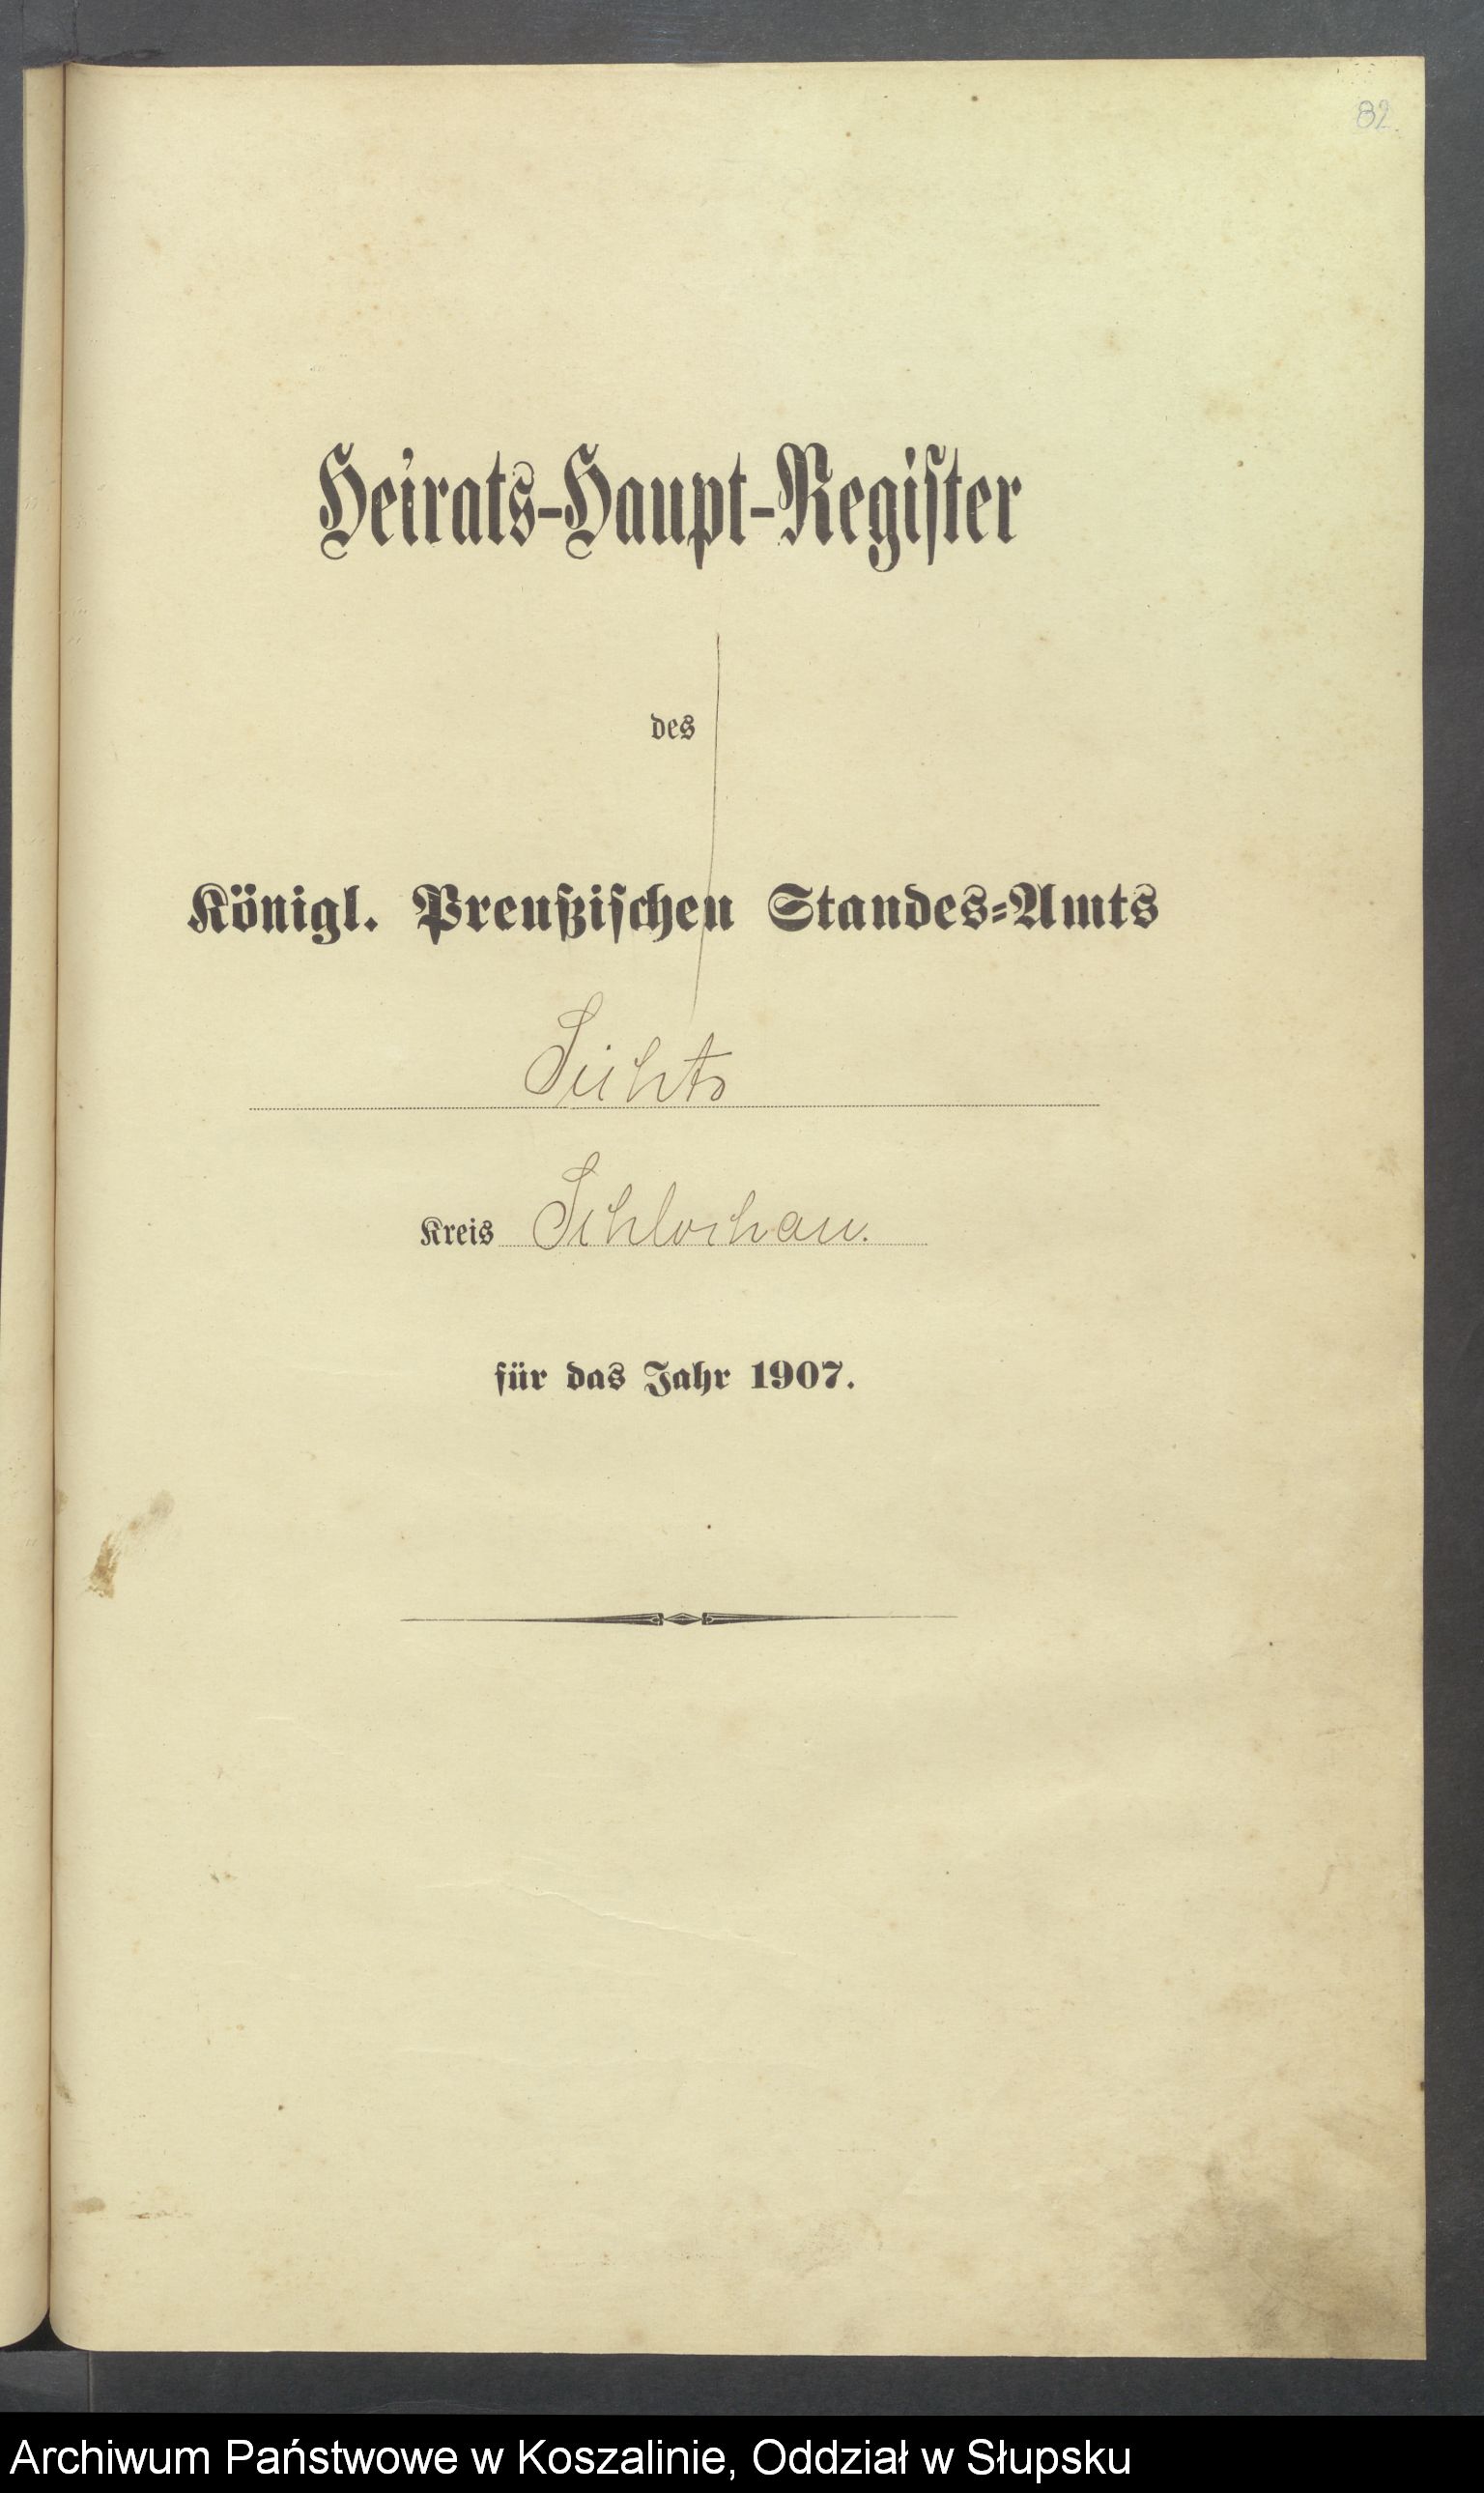 82.
Heirats-Haupt-Register
des
Königl. Preußischen Standes-Amts
Sichts
Kreis Schlochau.
für das Jahr 1907.
Archiwum Państwowe w Koszalinie, Oddział w Słupsku